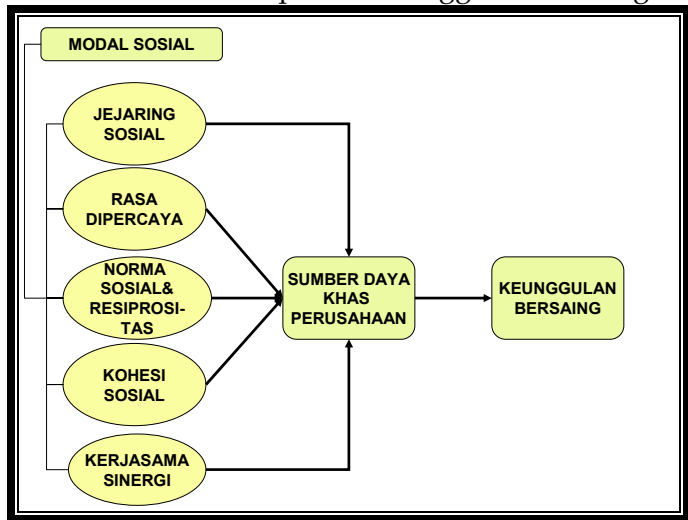 MODAL SOSIAL
JEJARING
SOSIAL
RASA
DIPERCAYA
NORMA
SOSIAL&
RESIPROSI-
TAS
KOHESI
SOSIAL
KERJASAMA
SINERGI
SUMBER DAYA
KHAS
PERUSAHAAN
KEUNGGULAN
BERSAING